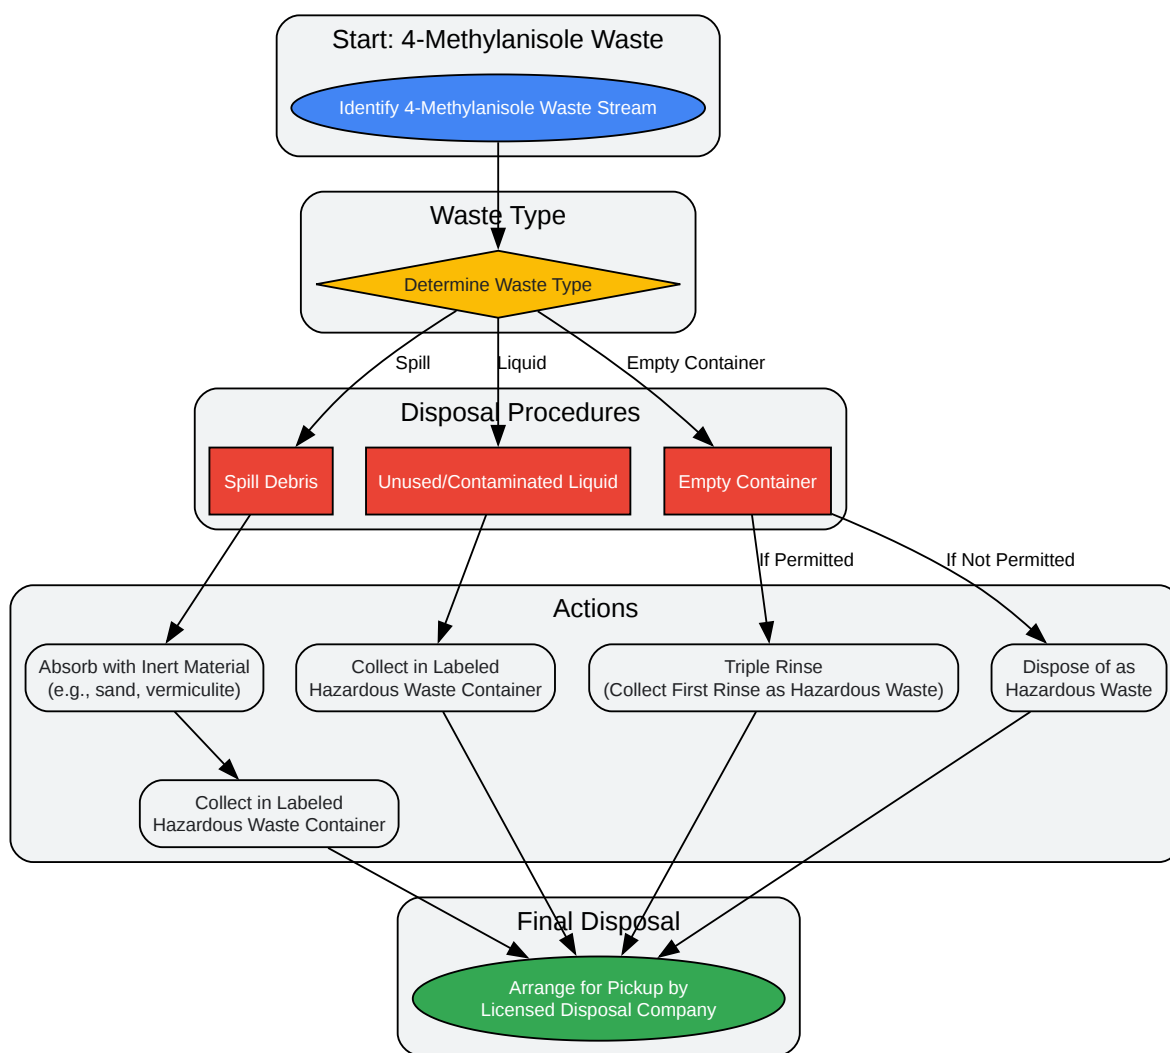 Start: 4-Methylanisole Waste
Identify 4-Methylanisole Waste Stream
Waste Type
Determine Waste Type
Spill
Liquid
Empty Container
Disposal Procedures
Spill Debris
Unused/Contaminated Liquid
Empty Container
If Permitted
If Not Permitted
Actions
Absorb with Inert Material
(e.g., sand, vermiculite)
Collect in Labeled
Hazardous Waste Container
Triple Rinse
(Collect First Rinse as Hazardous Waste)
Dispose of as
Hazardous Waste
Collect in Labeled
Hazardous Waste Container
Final Disposal
Arrange for Pickup by
Licensed Disposal Company